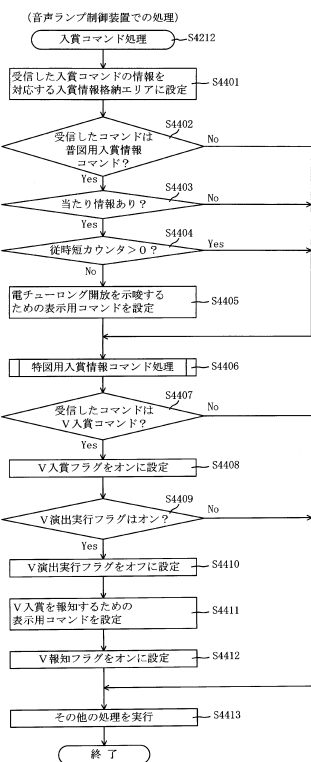 (音声ランプ制御装置での処理)
入賞コマンド処理
S4212
受信した入賞コマンドの情報を
対応する入賞情報格納エリアに設定
S4401
S4402
受信したコマンドは
普図用入賞情報
コマンド?
No
Yes
S4403
当たり情報あり?
No
Yes
S4404
従時短カウンタ>0?
Yes
No
電チューロング開放を示唆する
ための表示用コマンドを設定
S4405
特図用入賞情報コマンド処理
S4406
S4407
受信したコマンドは
V入賞コマンド?
No
Yes
V入賞フラグをオンに設定
S4408
S4409
V演出実行フラグはオン?
No
Yes
V演出実行フラグをオフに設定
S4410
V入賞を報知するための
表示用コマンドを設定
S4411
V報知フラグをオンに設定
S4412
その他の処理を実行
S4413
終了